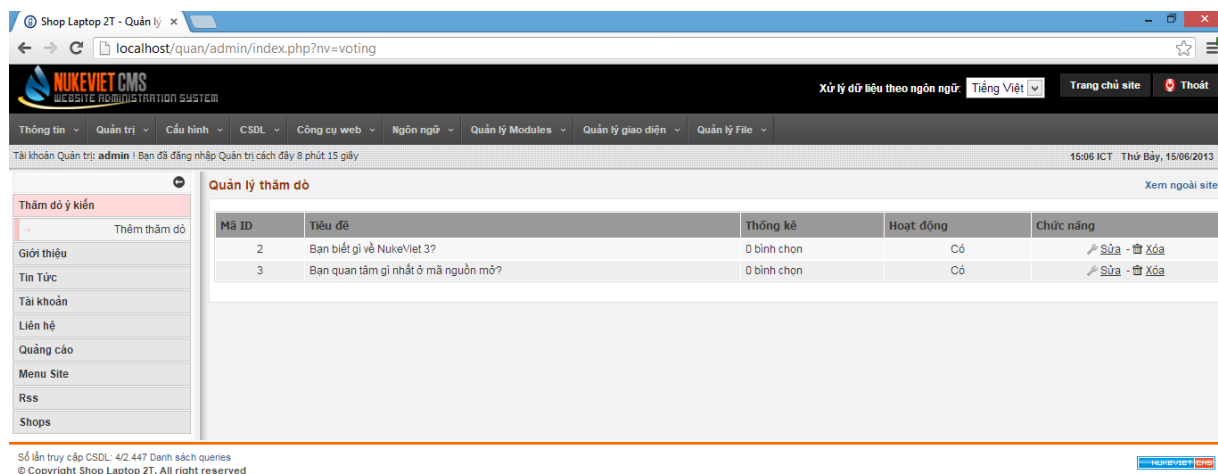 Shop Laptop 2T - Quản lý
localhost/quan/admin/index.php?nv=voting
NUKEVIET CMS
WEBSITE ADMINISTRATION SYSTEM
Xử lý dữ liệu theo ngôn ngữ: Tiếng Việt
Trang chủ site
Thoát
Thông tin Quản trị Cấu hình CSDL Công cụ web Ngôn ngữ Quản lý Modules Quản lý giao diện Quản lý File
Tài khoản Quản trị: admin ! Bạn đã đăng nhập Quản trị cách đây 8 phút 15 giây
15:06 ICT Thứ Bảy, 15/06/2013
Thăm dò ý kiến
Thêm thăm dò
Giới thiệu
Tin Tức
Tài khoản
Liên hệ
Quảng cáo
Menu Site
Rss
Shops
Quản lý thăm dò
Xem ngoài site
Mã ID Tiêu đề Thống kê Hoạt động Chức năng
2 Bạn biết gì về NukeViet 3? 0 bình chọn Có Sửa - Xóa
3 Bạn quan tâm gì nhất ở mã nguồn mở? 0 bình chọn Có Sửa - Xóa
Số lần truy cập CSDL: 4/2.447 Danh sách queries
© Copyright Shop Laptop 2T. All right reserved
NUKEVIET CMS